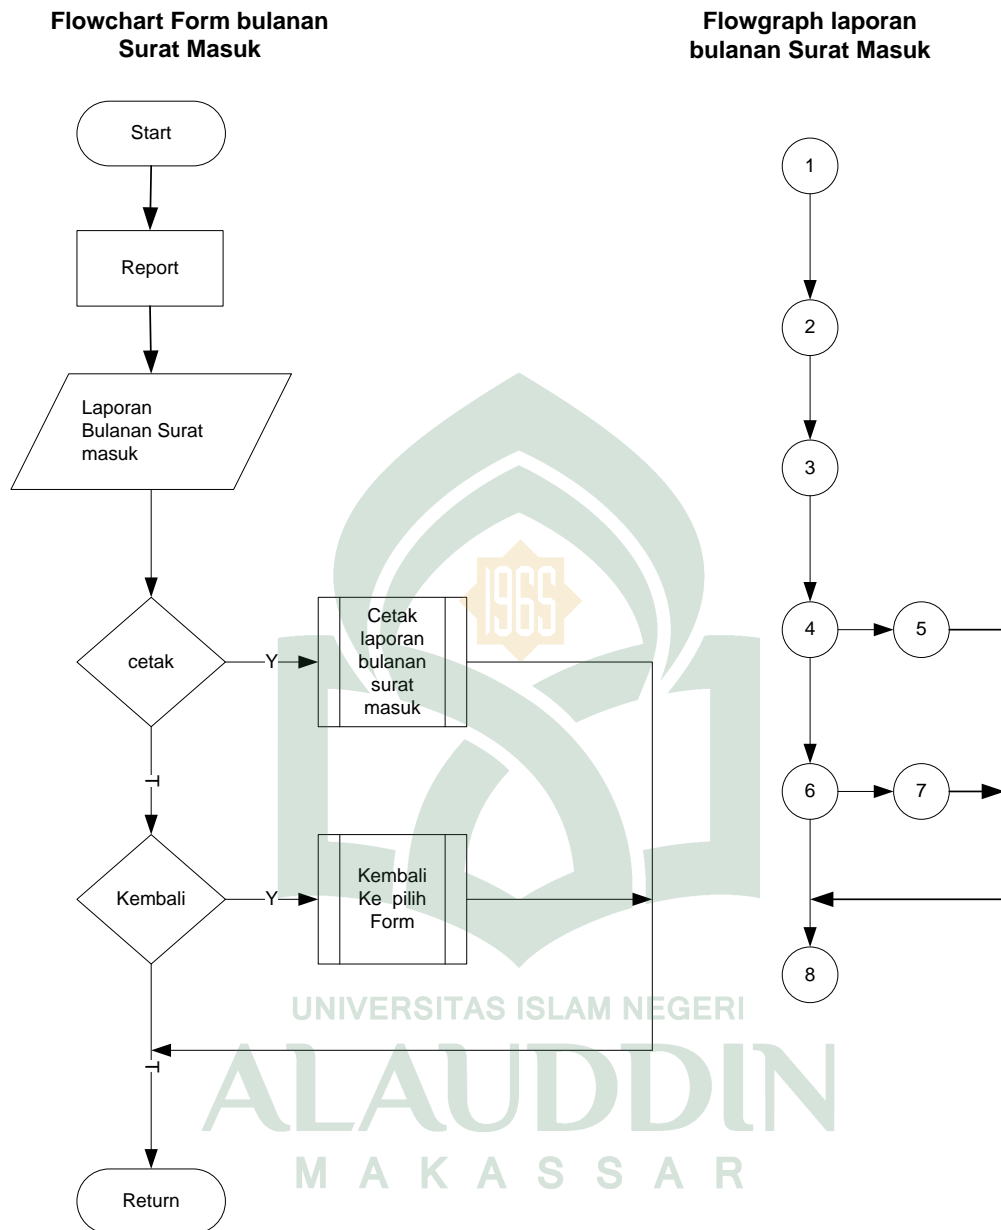 Flowchart Form bulanan
Surat Masuk
Flowgraph laporan
bulanan Surat Masuk
Start
Report
Laporan
Bulanan Surat
masuk
cetak
Y
Cetak
laporan
bulanan
surat
masuk
T
Kembali
Y
Kembali
Ke pilih
Form
T
Return
1
2
3
4
5
6
7
8
1965
UNIVERSITAS ISLAM NEGERI
ALAUDDIN
MAKASSAR